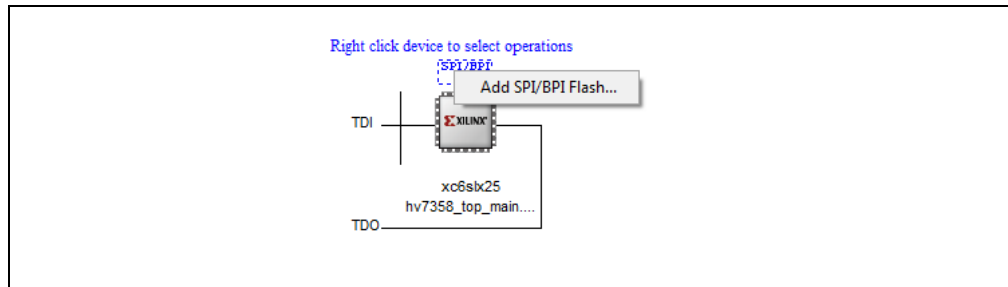 Right click device to select operations
SPI/BPI
Add SPI/BPI Flash...
TDI
XILINX
xc6slx25
hv7358_top_main....
TDO